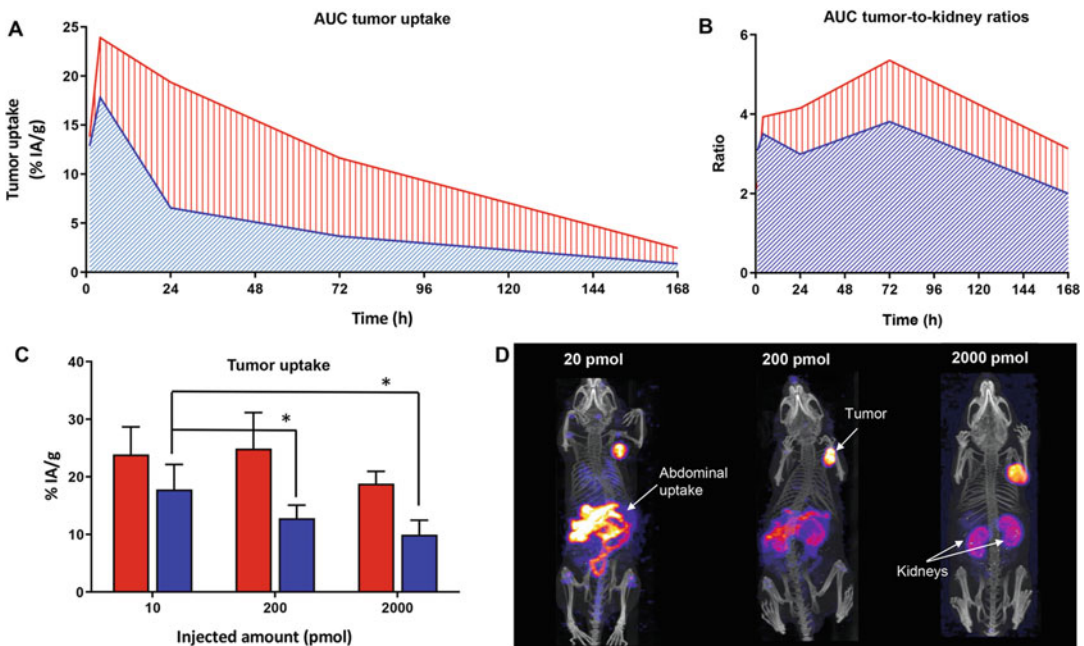 A
AUC tumor uptake
Tumor uptake
(% IA/g)
25
20
15
10
5
0
0 24 48 72 96 120 144 168
Time (h)
B
AUC tumor-to-kidney ratios
Ratio
6
4
2
0
0 24 48 72 96 120 144 168
Time (h)
C
Tumor uptake
% IA/g
40
30
20
10
0
*
*
10 200 2000
Injected amount (pmol)
D
20 pmol
200 pmol
2000 pmol
Tumor
Abdominal
uptake
Kidneys